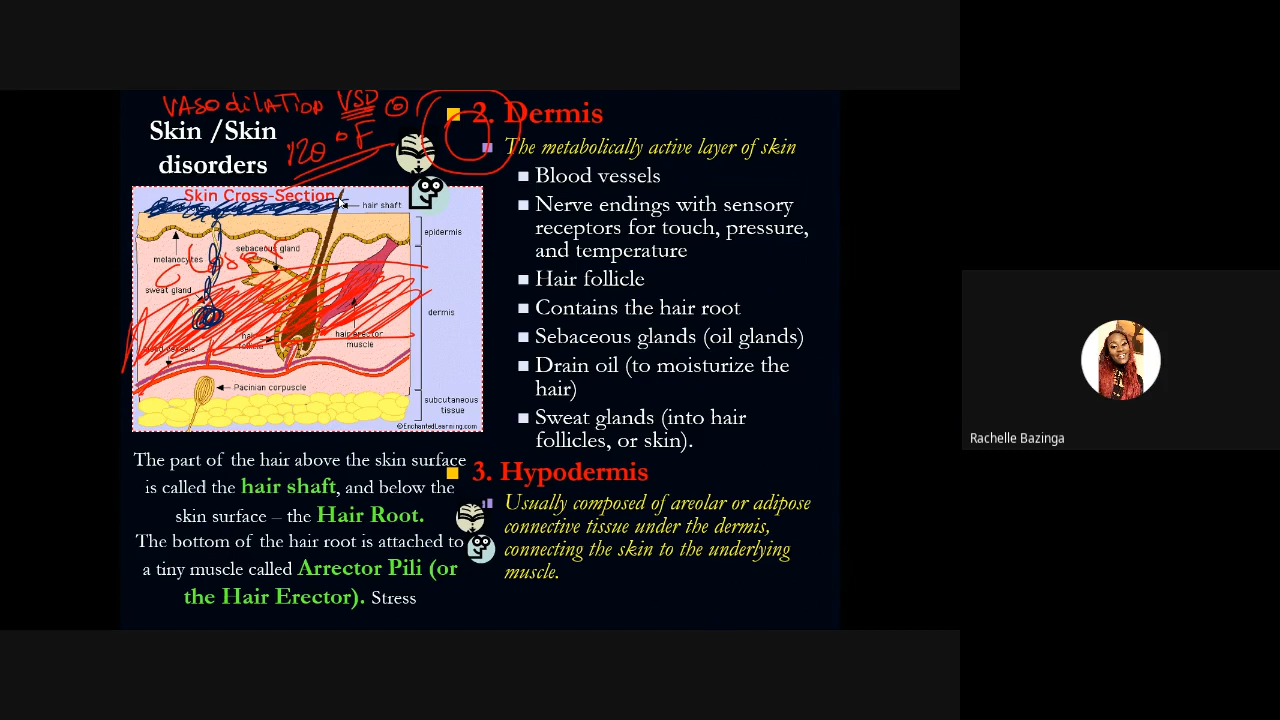 VASODILATION VSD
120 °F
Skin /Skin
disorders
Skin Cross-Section
hair shaft
epidermis
melanocytes
sebaceous gland
closer
sweat gland
dermis
hair erector
muscle
Pacinian corpuscle
subcutaneous
tissue
©EnchantedLearning.com
The part of the hair above the skin surface
is called the hair shaft, and below the
skin surface – the Hair Root.
The bottom of the hair root is attached to
a tiny muscle called Arrector Pili (or
the Hair Erector). Stress
2. Dermis
The metabolically active layer of skin
Blood vessels
Nerve endings with sensory
receptors for touch, pressure,
and temperature
Hair follicle
Contains the hair root
Sebaceous glands (oil glands)
Drain oil (to moisturize the
hair)
Sweat glands (into hair
follicles, or skin).
3. Hypodermis
Usually composed of areolar or adipose
connective tissue under the dermis,
connecting the skin to the underlying
muscle.
Rachelle Bazinga